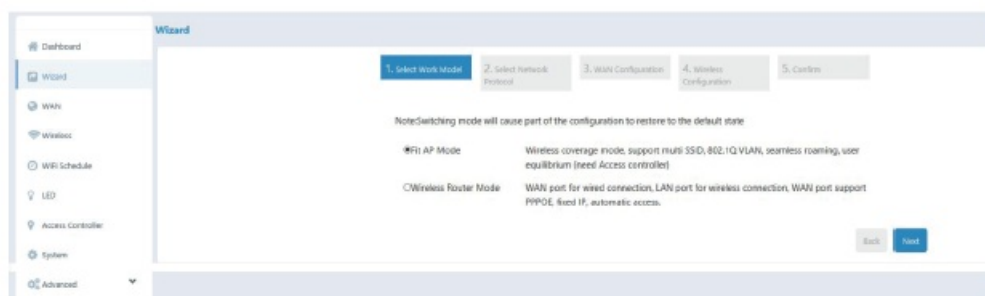 Wizard
Dashboard
Wizard
WAN
Wireless
WiFi Schedule
LED
Access Controller
System
Advanced
1. Select Work Model
2. Select Network
Protocol
3. WAN Configuration
4. Wireless
Configuration
5. Confirm
Note:Switching mode will cause part of the configuration to restore to the default state
Fit AP Mode
Wireless coverage mode, support multi SSID, 802.1Q VLAN, seamless roaming, user
equilibrium (need Access controller)
Wireless Router Mode
WAN port for wired connection, LAN port for wireless connection, WAN port support
PPPOE, fixed IP, automatic access.
Back
Next